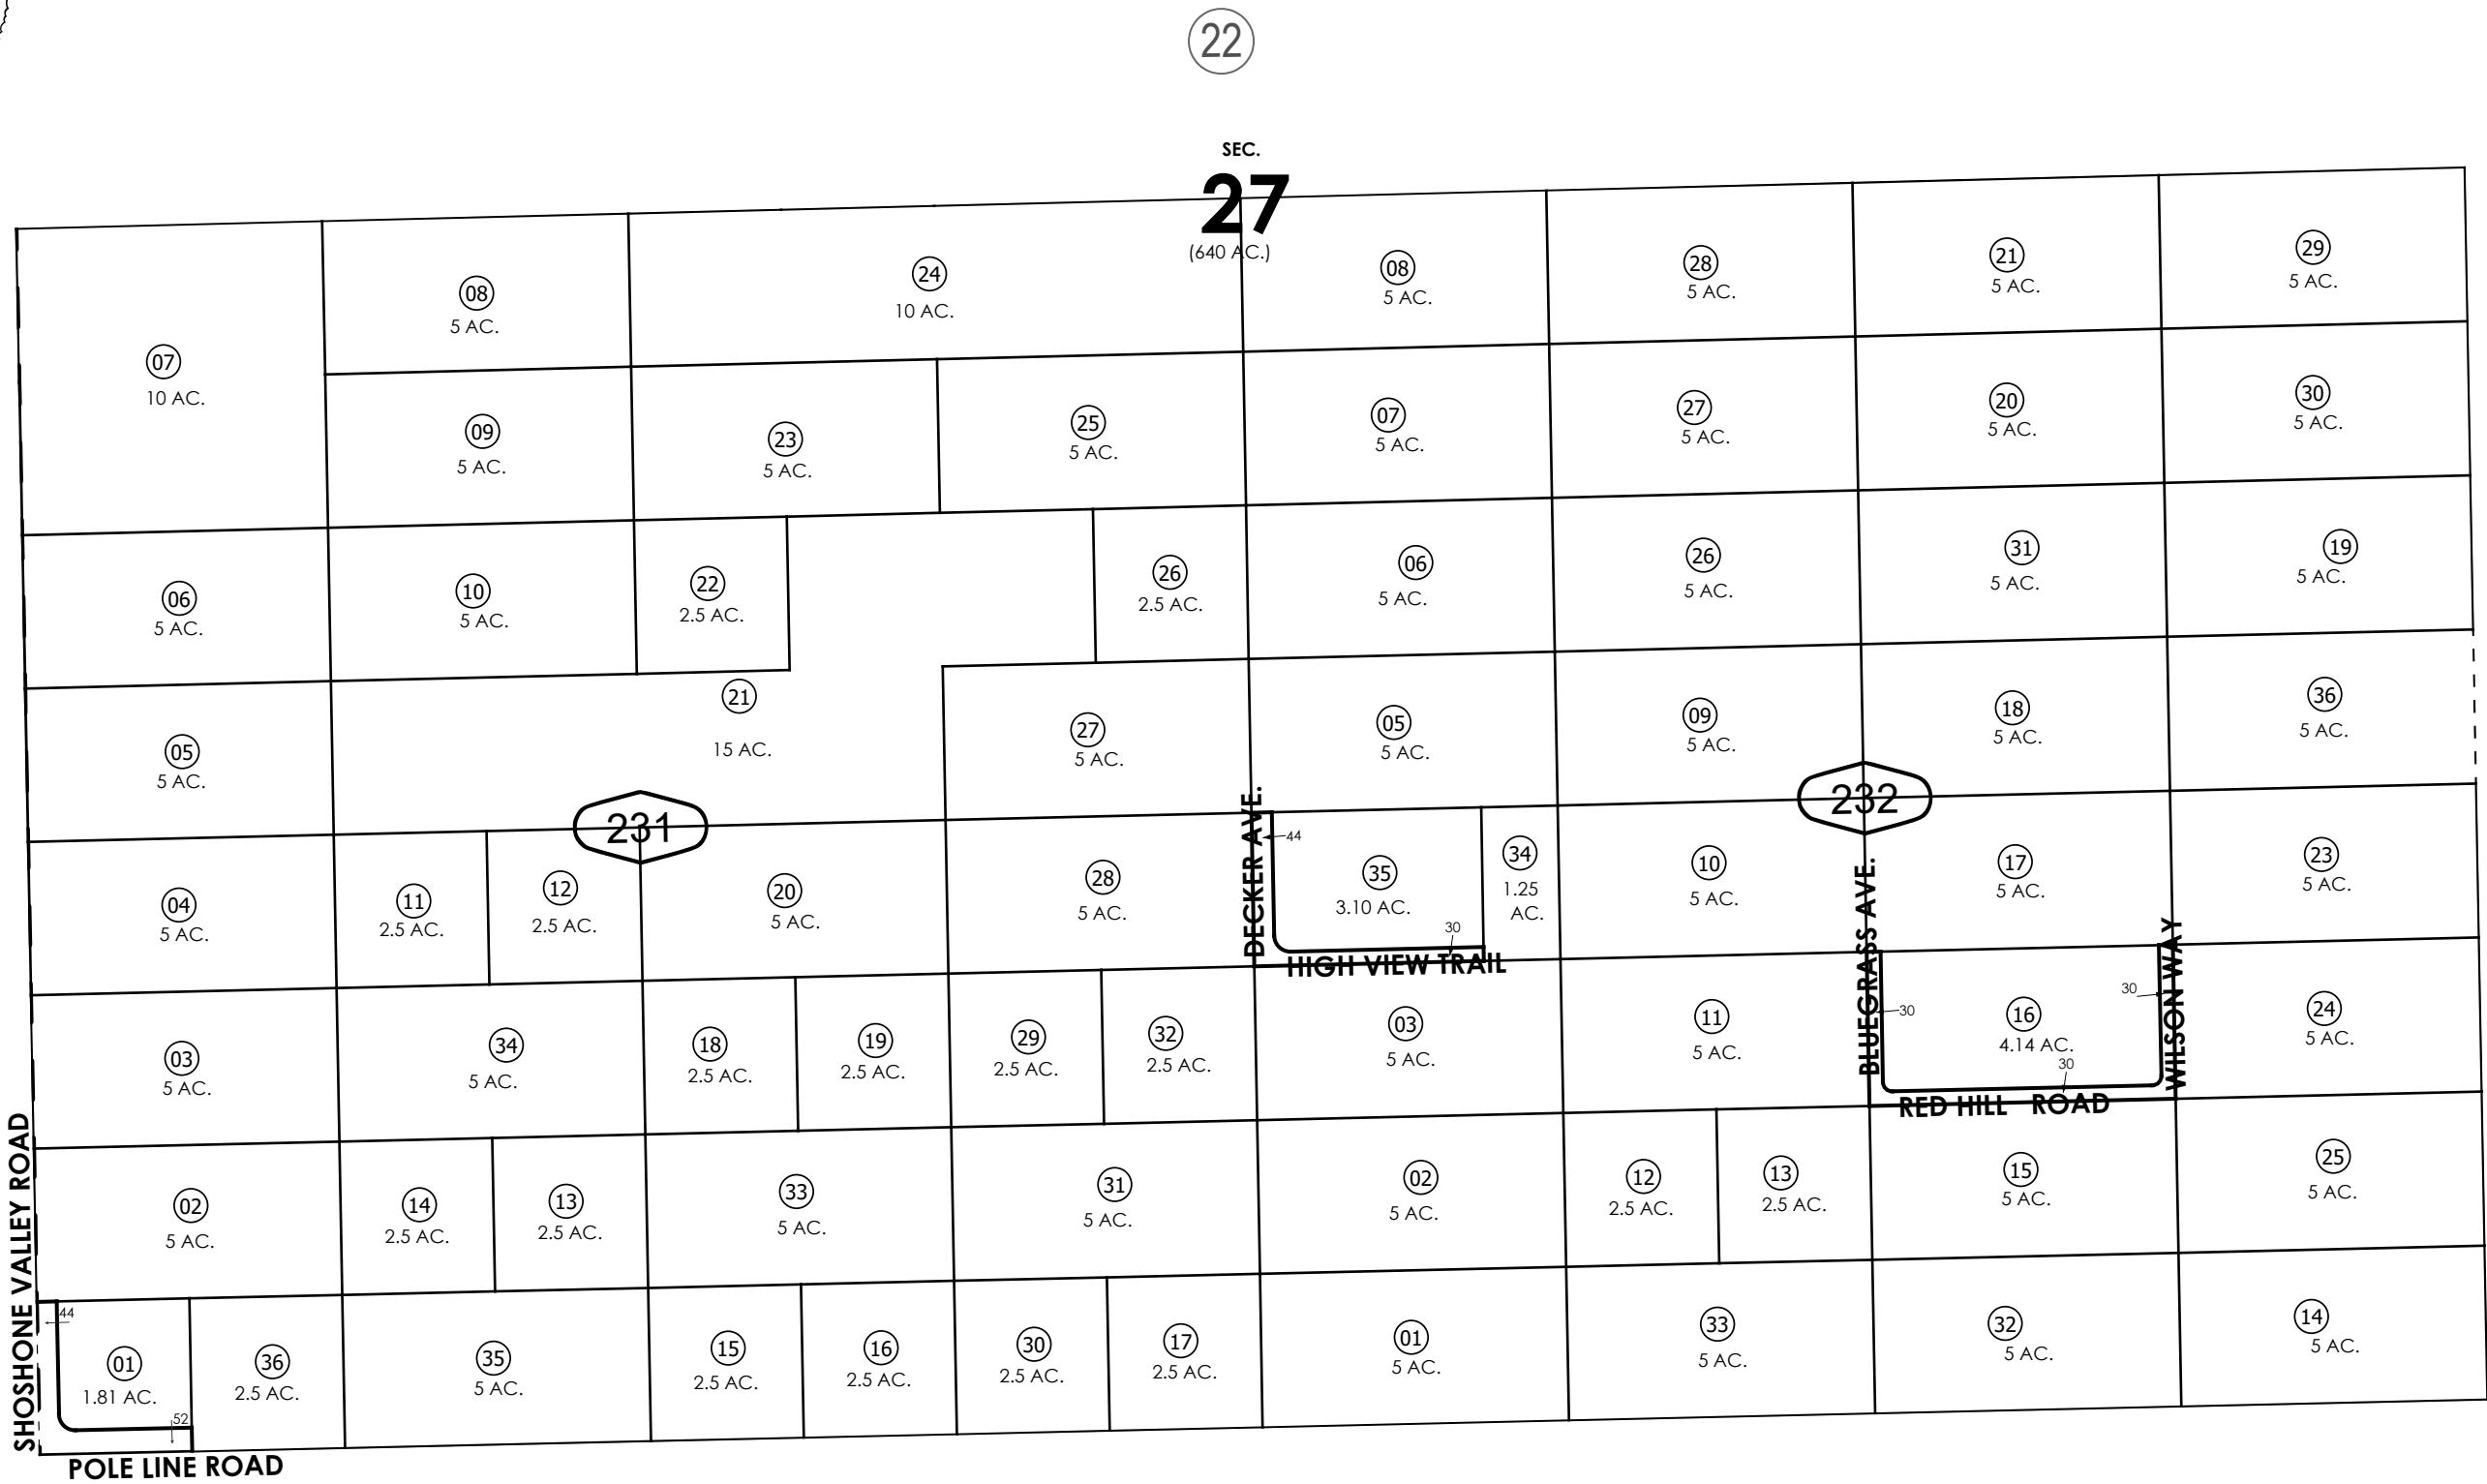 22
SEC.
27
(640 AC.)
07
10 AC.
08
5 AC.
24
10 AC.
08
5 AC.
28
5 AC.
21
5 AC.
29
5 AC.
09
5 AC.
23
5 AC.
25
5 AC.
07
5 AC.
27
5 AC.
20
5 AC.
30
5 AC.
06
5 AC.
10
5 AC.
22
2.5 AC.
26
2.5 AC.
06
5 AC.
26
5 AC.
31
5 AC.
19
5 AC.
05
5 AC.
21
15 AC.
27
5 AC.
05
5 AC.
09
5 AC.
18
5 AC.
36
5 AC.
231
232
04
5 AC.
11
2.5 AC.
12
2.5 AC.
20
5 AC.
28
5 AC.
DECKER AVE.
44
35
3.10 AC.
30
34
1.25
AC.
HIGH VIEW TRAIL
10
5 AC.
BLUEGRASS AVE.
17
5 AC.
23
5 AC.
03
5 AC.
34
5 AC.
18
2.5 AC.
19
2.5 AC.
29
2.5 AC.
32
2.5 AC.
03
5 AC.
11
5 AC.
30
16
4.14 AC.
30
30
WILSON WAY
RED HILL ROAD
24
5 AC.
SHOSHONE VALLEY ROAD
02
5 AC.
14
2.5 AC.
13
2.5 AC.
33
5 AC.
31
5 AC.
02
5 AC.
12
2.5 AC.
13
2.5 AC.
15
5 AC.
25
5 AC.
44
01
1.81 AC.
52
36
2.5 AC.
35
5 AC.
15
2.5 AC.
16
2.5 AC.
30
2.5 AC.
17
2.5 AC.
01
5 AC.
33
5 AC.
32
5 AC.
14
5 AC.
POLE LINE ROAD